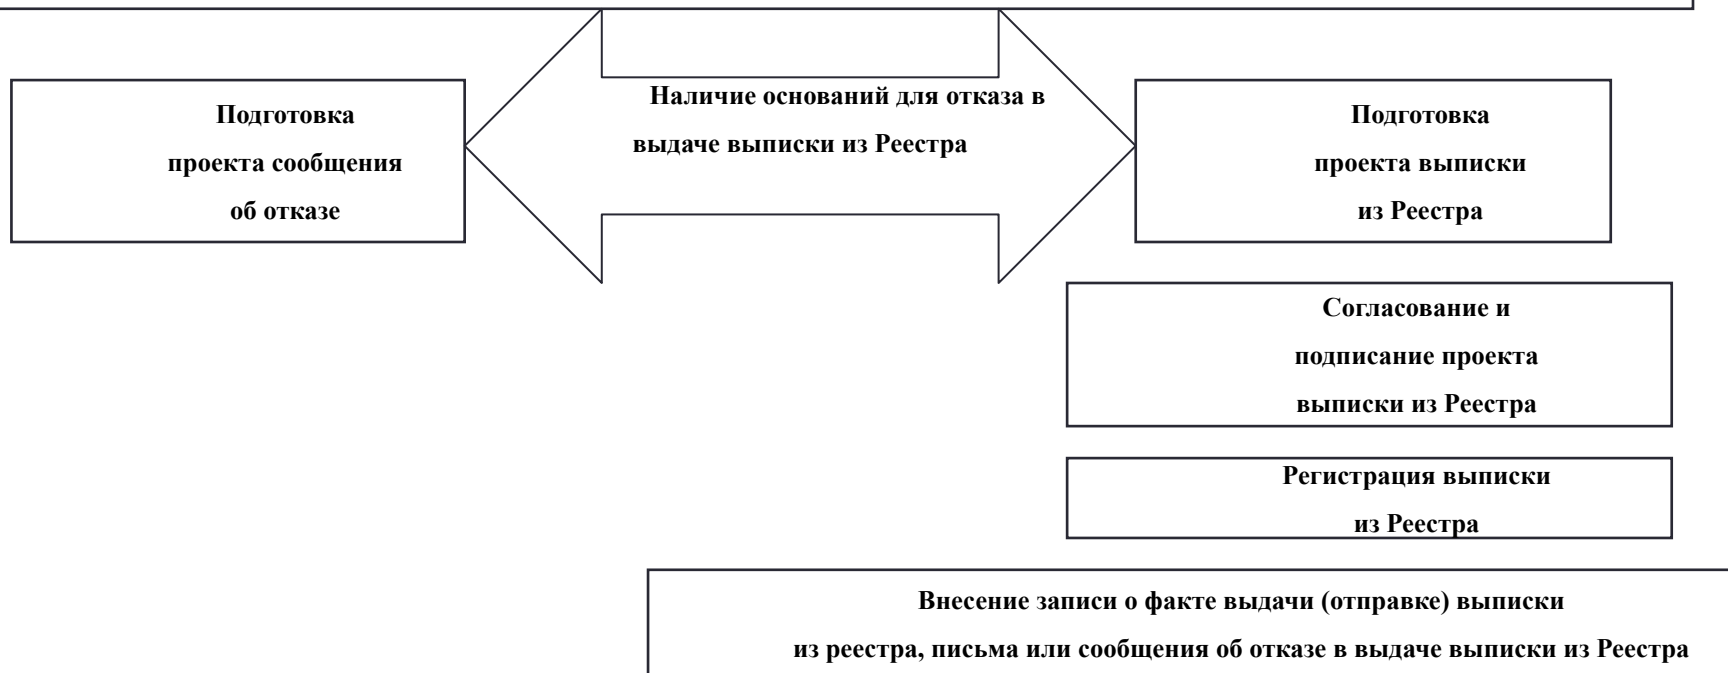 Подготовка
проекта сообщения
об отказе
Наличие оснований для отказа в
выдаче выписки из Реестра
Подготовка
проекта выписки
из Реестра
Согласование и
подписание проекта
выписки из Реестра
Регистрация выписки
из Реестра
Внесение записи о факте выдачи (отправке) выписки
из реестра, письма или сообщения об отказе в выдаче выписки из Реестра